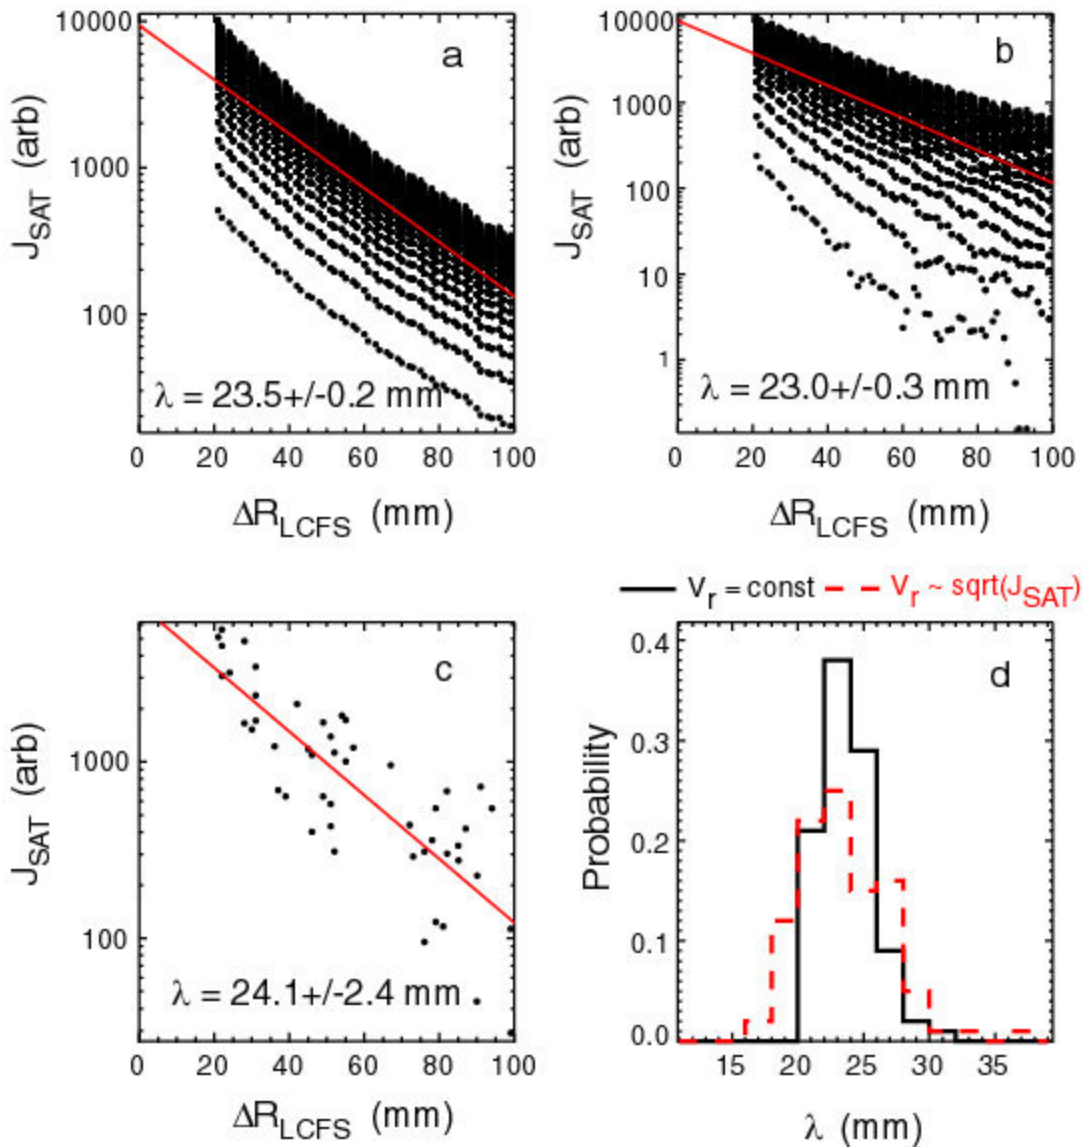 a
J_SAT (arb)
10000
1000
100
λ = 23.5+/-0.2 mm
0 20 40 60 80 100
ΔR_LCFS (mm)
b
J_SAT (arb)
10000
1000
100
10
1
λ = 23.0+/-0.3 mm
0 20 40 60 80 100
ΔR_LCFS (mm)
c
J_SAT (arb)
1000
100
λ = 24.1+/-2.4 mm
0 20 40 60 80 100
ΔR_LCFS (mm)
V_r = const V_r ~ sqrt(J_SAT)
d
Probability
0.4
0.3
0.2
0.1
0.0
15 20 25 30 35
λ (mm)